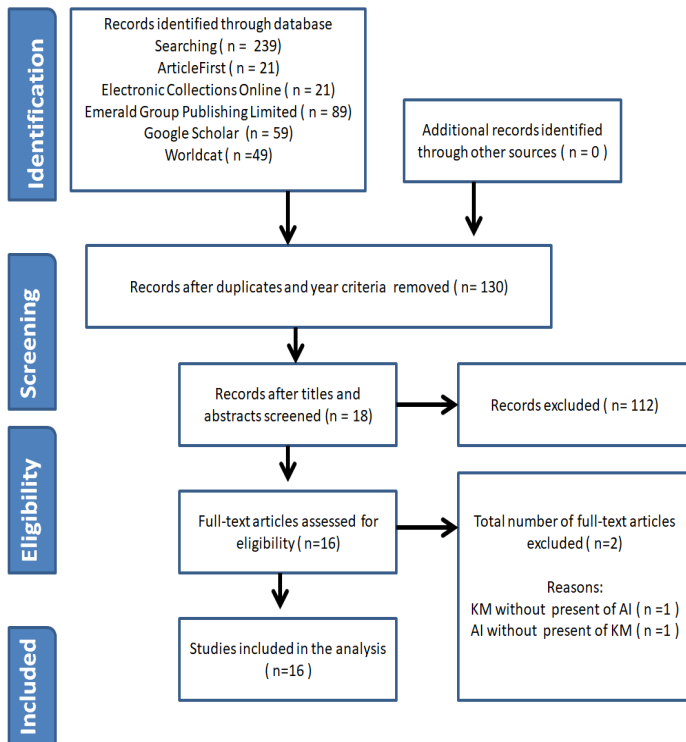 Identification
Records identified through database
Searching ( n = 239)
ArticleFirst ( n = 21)
Electronic Collections Online ( n = 21)
Emerald Group Publishing Limited ( n = 89)
Google Scholar (n = 59)
Worldcat ( n =49)
Additional records identified
through other sources ( n = 0 )
Screening
Records after duplicates and year criteria removed ( n= 130)
Records after titles and
abstracts screened (n = 18)
Records excluded ( n= 112)
Eligibility
Full-text articles assessed for
eligibility ( n=16)
Total number of full-text articles
excluded ( n=2)
Reasons:
KM without present of AI ( n =1 )
AI without present of KM ( n =1 )
Included
Studies included in the analysis
( n=16 )